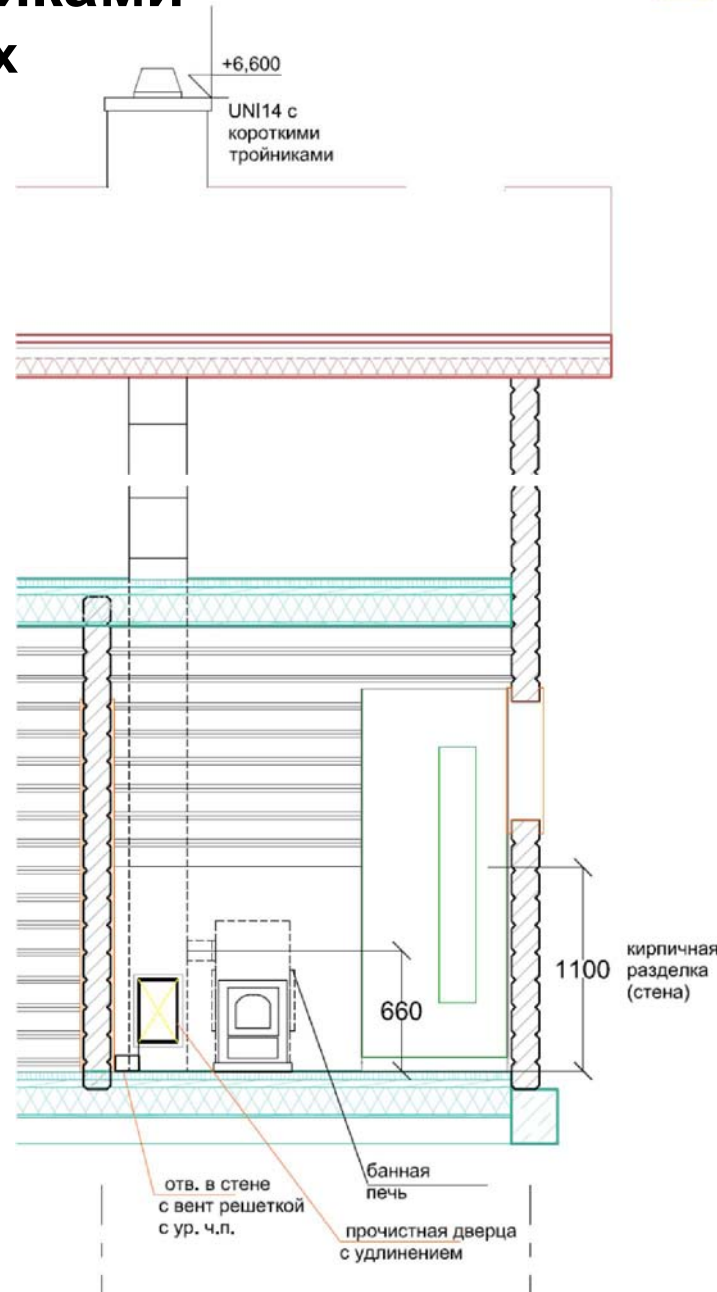 х
+6,600
UNI14 с
короткими
тройниками
660
1100
кирпичная
разделка
(стена)
банная
печь
отв. в стене
с вент решеткой
с ур. ч.п.
прочистная дверца
с удлинением